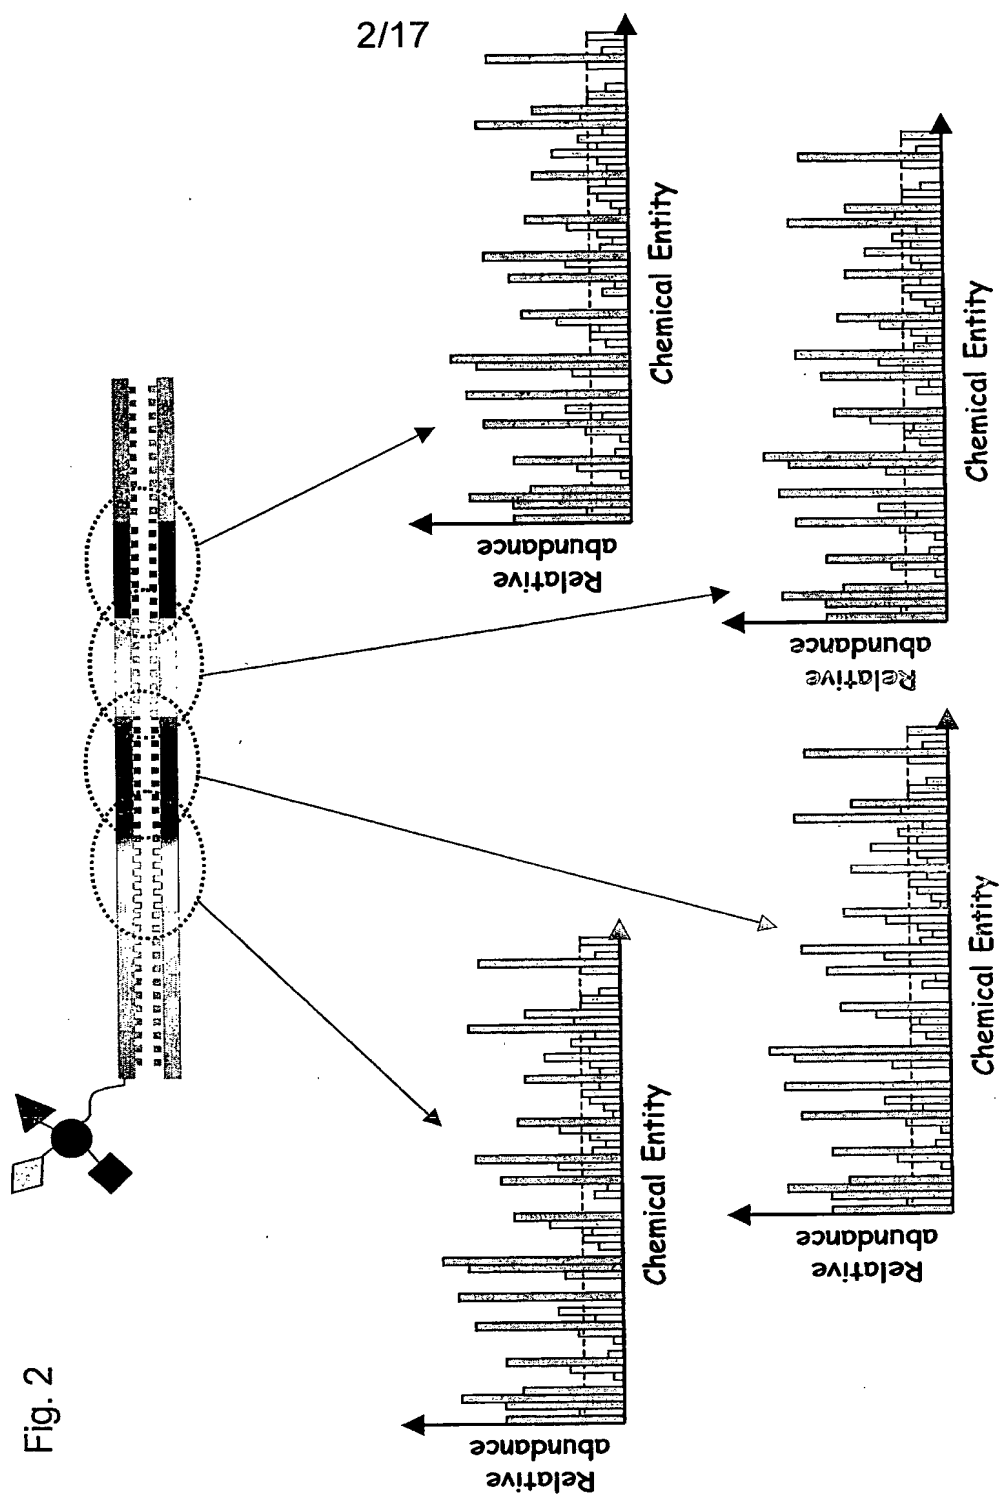 2/17
Fig. 2
Relative
abundance
Chemical Entity
Relative
abundance
Chemical Entity
Relative
abundance
Chemical Entity
Relative
abundance
Chemical Entity